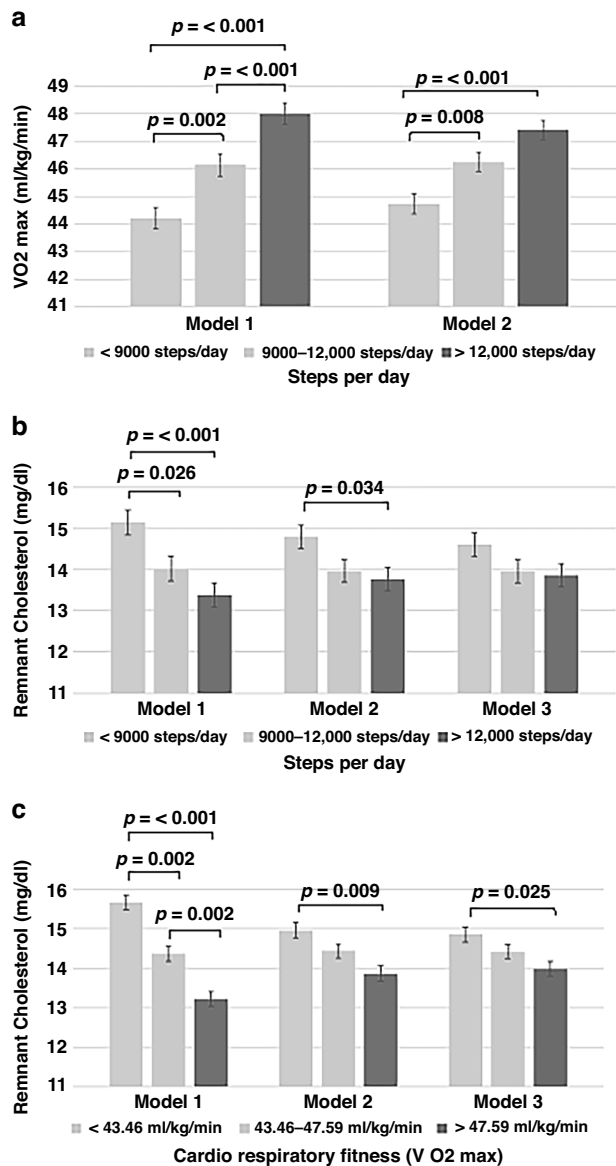 a
p = < 0.001
p = < 0.001
p = < 0.001
p = 0.002
p = 0.008
VO2 max (ml/kg/min)
49
48
47
46
45
44
43
42
41
Model 1 Model 2
< 9000 steps/day 9000–12,000 steps/day > 12,000 steps/day
Steps per day
b
p = < 0.001
p = 0.026
p = 0.034
Remnant Cholesterol (mg/dl)
16
15
14
13
12
11
Model 1 Model 2 Model 3
< 9000 steps/day 9000–12,000 steps/day > 12,000 steps/day
Steps per day
c
p = < 0.001
p = 0.002
p = 0.002
p = 0.009
p = 0.025
Remnant Cholesterol (mg/dl)
16
15
14
13
12
11
Model 1 Model 2 Model 3
< 43.46 ml/kg/min 43.46–47.59 ml/kg/min > 47.59 ml/kg/min
Cardio respiratory fitness (V O2 max)